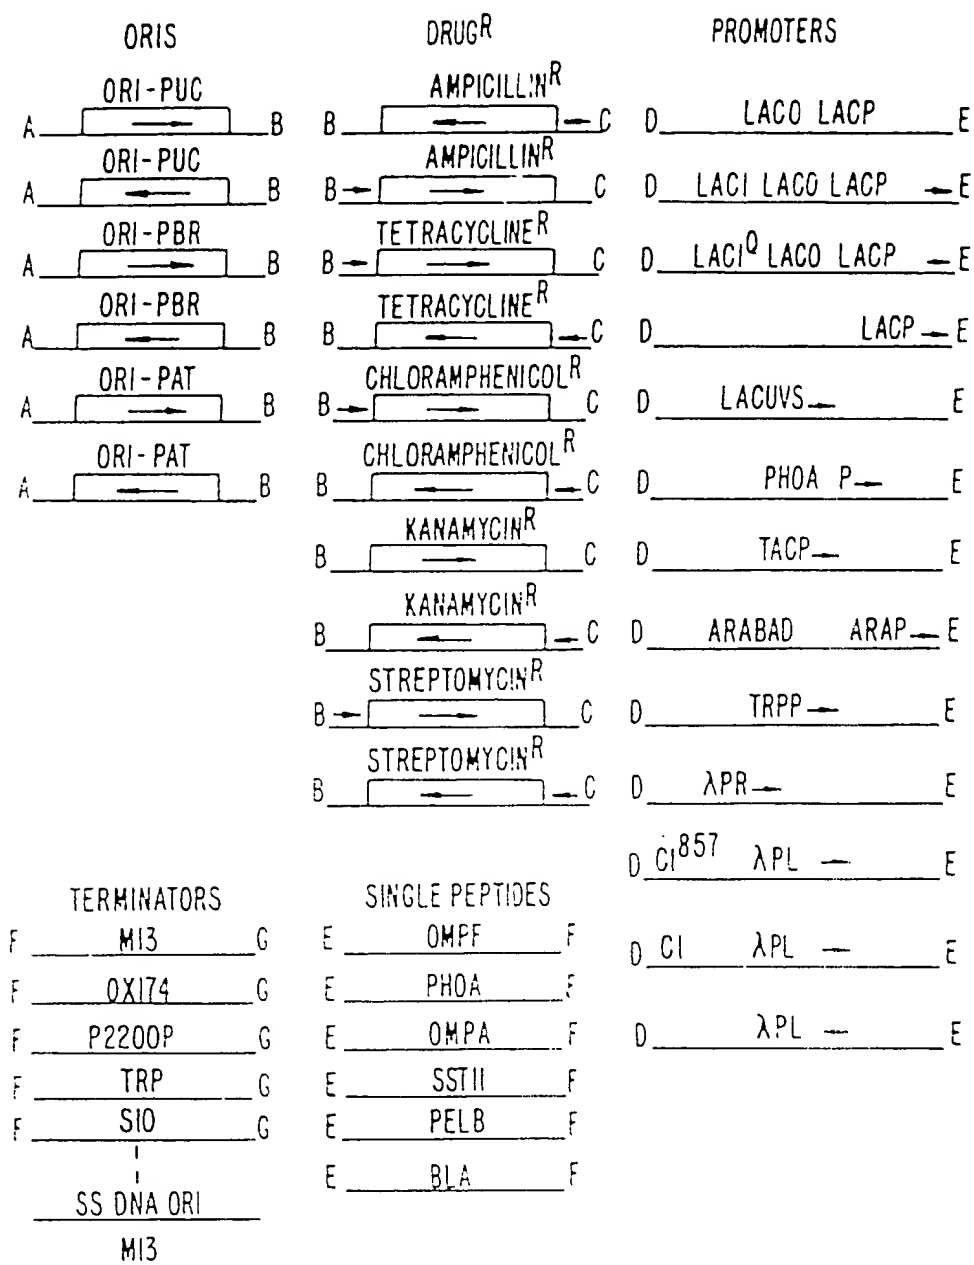 ORIS
ORI-PUC
A B
ORI-PUC
A B
ORI-PBR
A B
ORI-PBR
A B
ORI-PAT
A B
ORI-PAT
A B
DRUGR
AMPICILLINR
B C
AMPICILLINR
B C
TETRACYCLINER
B C
TETRACYCLINER
B C
CHLORAMPHENICOLR
B C
CHLORAMPHENICOLR
B C
KANAMYCINR
B C
KANAMYCINR
B C
STREPTOMYCINR
B C
STREPTOMYCINR
B C
PROMOTERS
D LACO LACP E
D LACI LACO LACP E
D LACIQ LACO LACP E
D LACP E
D LACUVS E
D PHOA P E
D TACP E
D ARABAD ARAP E
D TRPP E
D λPR E
D CI857 λPL E
D CI λPL E
D λPL E
TERMINATORS
F M13 G
F OX174 G
F P2200P G
F TRP G
F S10 G
SS DNA ORI
M13
SINGLE PEPTIDES
E OMPF F
E PHOA F
E OMPA F
E SSTII F
E PELB F
E BLA F